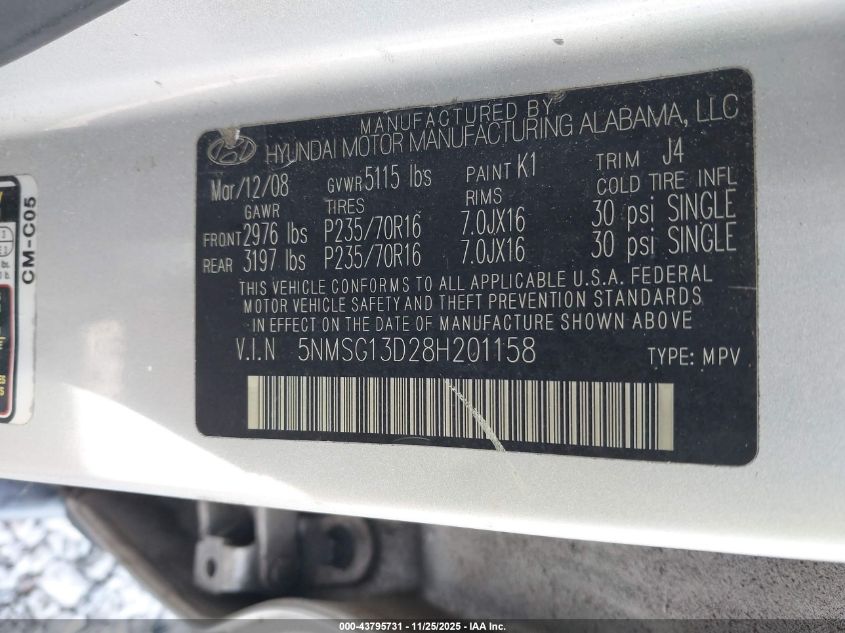 MANUFACTURED BY
HYUNDAI MOTOR MANUFACTURING ALABAMA, LLC
Mar/12/08 GVWR 5115 lbs PAINT K1 TRIM J4
GAWR TIRES RIMS COLD TIRE INFL
FRONT 2976 lbs P235/70R16 7.0JX16 30 psi SINGLE
REAR 3197 lbs P235/70R16 7.0JX16 30 psi SINGLE
THIS VEHICLE CONFORMS TO ALL APPLICABLE U.S.A. FEDERAL
MOTOR VEHICLE SAFETY AND THEFT PREVENTION STANDARDS
IN EFFECT ON THE DATE OF MANUFACTURE SHOWN ABOVE
V.I.N 5NMSG13D28H201158 TYPE: MPV
CM-C05
000-43795731 - 11/25/2025 - IAA Inc.